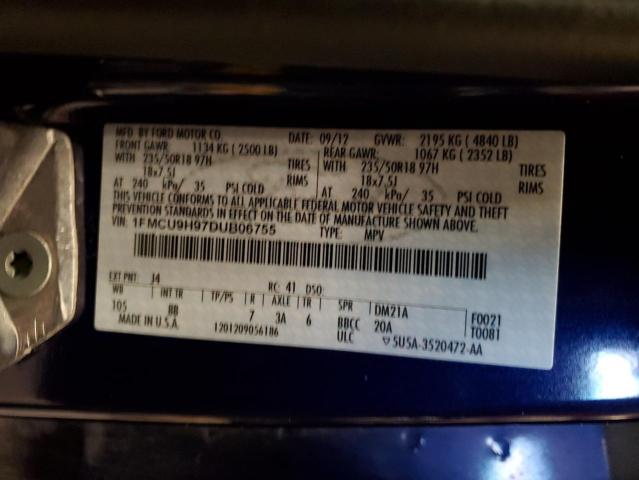 MFD. BY FORD MOTOR CO. DATE: 09/12 GVWR: 2195 KG ( 4840 LB)
FRONT GAWR: 1134 KG ( 2500 LB) REAR GAWR: 1067 KG ( 2352 LB)
WITH 235/50R18 97H TIRES WITH 235/50R18 97H TIRES
18x7.5J RIMS 18x7.5J RIMS
AT 240 kPa/ 35 PSI COLD AT 240 kPa/ 35 PSI COLD
THIS VEHICLE CONFORMS TO ALL APPLICABLE FEDERAL MOTOR VEHICLE SAFETY AND THEFT
PREVENTION STANDARDS IN EFFECT ON THE DATE OF MANUFACTURE SHOWN ABOVE.
VIN: 1FMCU9H97DUB06755 TYPE: MPV
EXT PNT: J4 RC: 41 DSO:
WB INT TR TP/PS R AXLE TR SPR DM21A F0021
105 BB 7 3A 6 BBCC 20A T0081
MADE IN U.S.A. 1201209056186 ULC ▽5U5A-3520472-AA